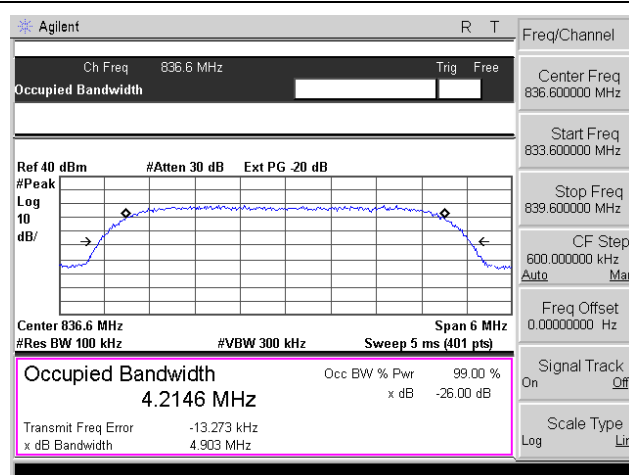 Agilent R T
Freq/Channel
Ch Freq 836.6 MHz Trig Free
Occupied Bandwidth
Center Freq
836.600000 MHz
Start Freq
833.600000 MHz
Stop Freq
839.600000 MHz
CF Step
600.000000 kHz
Auto Man
Freq Offset
0.00000000 Hz
Signal Track
On Off
Scale Type
Log Lin
Ref 40 dBm #Atten 30 dB Ext PG -20 dB
#Peak
Log
10
dB/
Center 836.6 MHz Span 6 MHz
#Res BW 100 kHz #VBW 300 kHz Sweep 5 ms (401 pts)
Occupied Bandwidth Occ BW % Pwr 99.00 %
4.2146 MHz x dB -26.00 dB
Transmit Freq Error -13.273 kHz
x dB Bandwidth 4.903 MHz